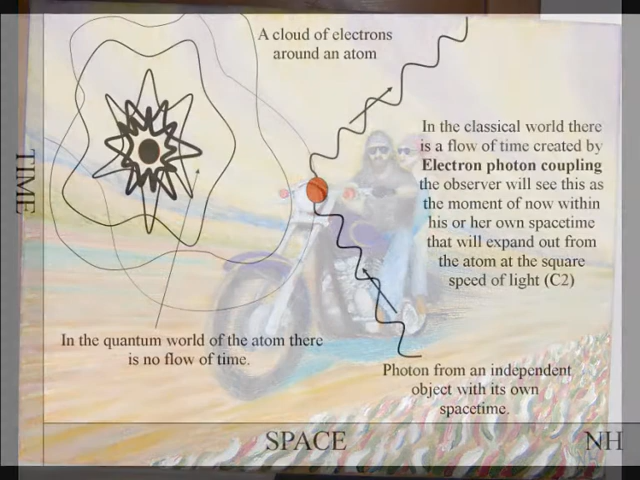 A cloud of electrons
around an atom
In the classical world there
is a flow of time created by
Electron photon coupling
the observer will see this as
the moment of now within
his or her own spacetime
that will expand out from
the atom at the square
speed of light (C2)
TIME
In the quantum world of the atom there
is no flow of time.
Photon from an independent
object with its own
spacetime.
SPACE
NH